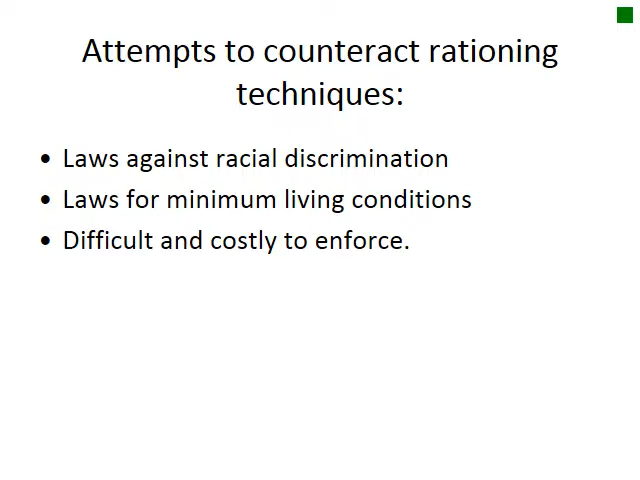 Attempts to counteract rationing
techniques:
• Laws against racial discrimination
• Laws for minimum living conditions
• Difficult and costly to enforce.